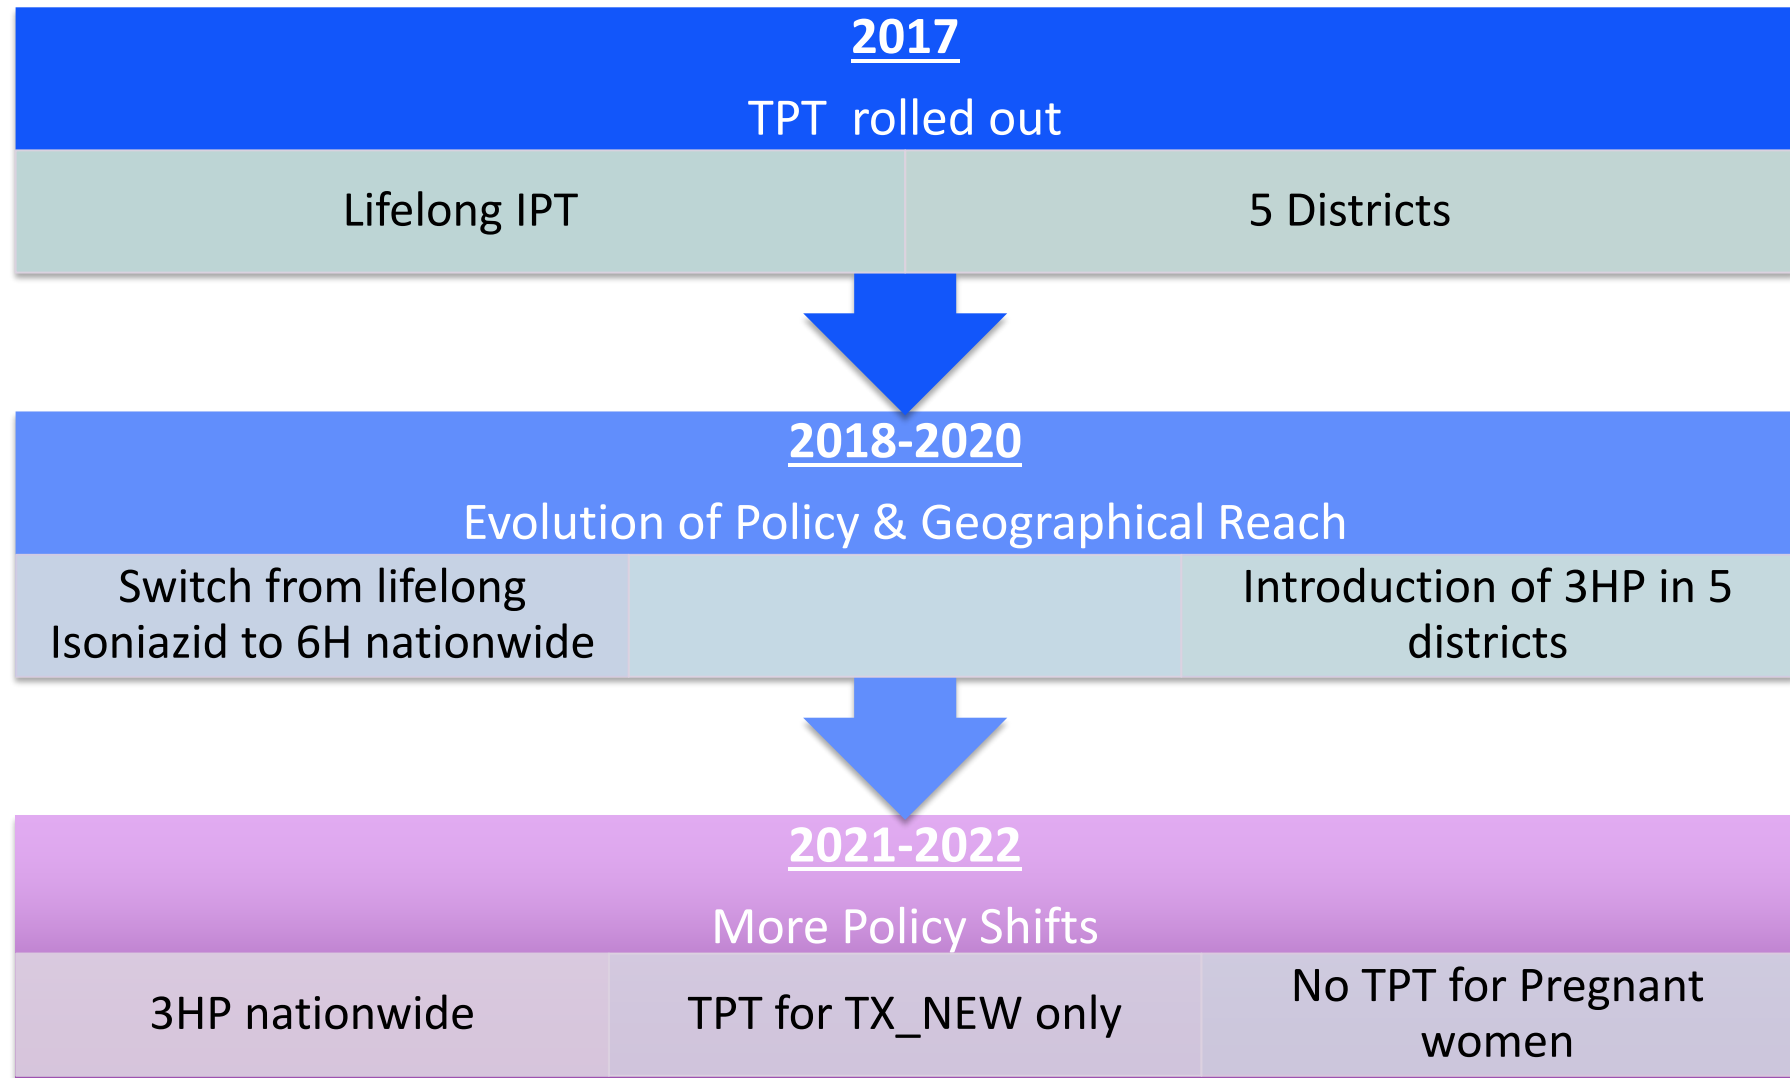 2017
TPT rolled out
Lifelong IPT
5 Districts
2018-2020
Evolution of Policy & Geographical Reach
Switch from lifelong
Isoniazid to 6H nationwide
Introduction of 3HP in 5
districts
2021-2022
More Policy Shifts
3HP nationwide
TPT for TX_NEW only
No TPT for Pregnant
women